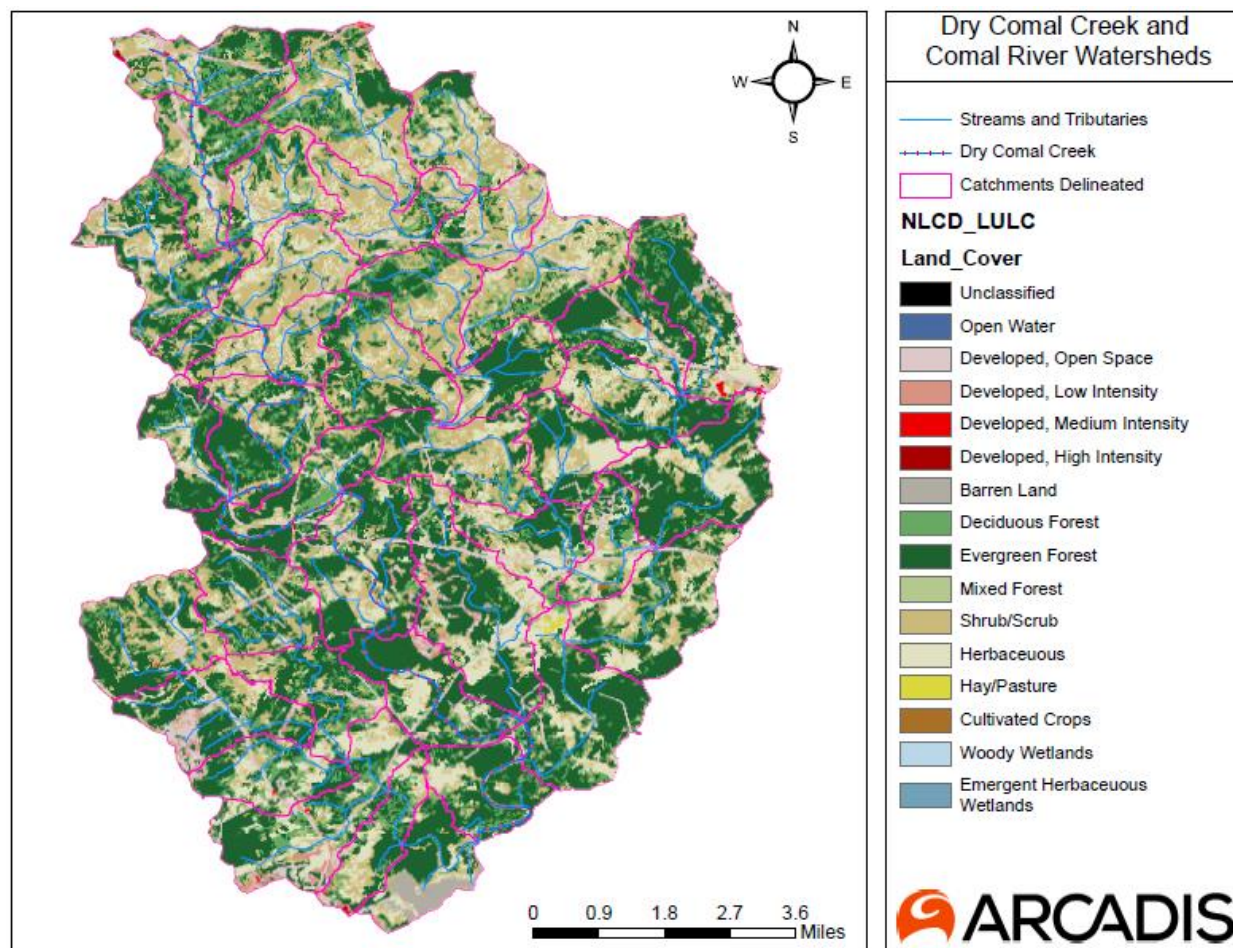 N
W
E
S
0 0.9 1.8 2.7 3.6
Miles
Dry Comal Creek and
Comal River Watersheds
Streams and Tributaries
Dry Comal Creek
Catchments Delineated
NLCD_LULC
Land_Cover
Unclassified
Open Water
Developed, Open Space
Developed, Low Intensity
Developed, Medium Intensity
Developed, High Intensity
Barren Land
Deciduous Forest
Evergreen Forest
Mixed Forest
Shrub/Scrub
Herbaceuous
Hay/Pasture
Cultivated Crops
Woody Wetlands
Emergent Herbaceuous
Wetlands
ARCADIS